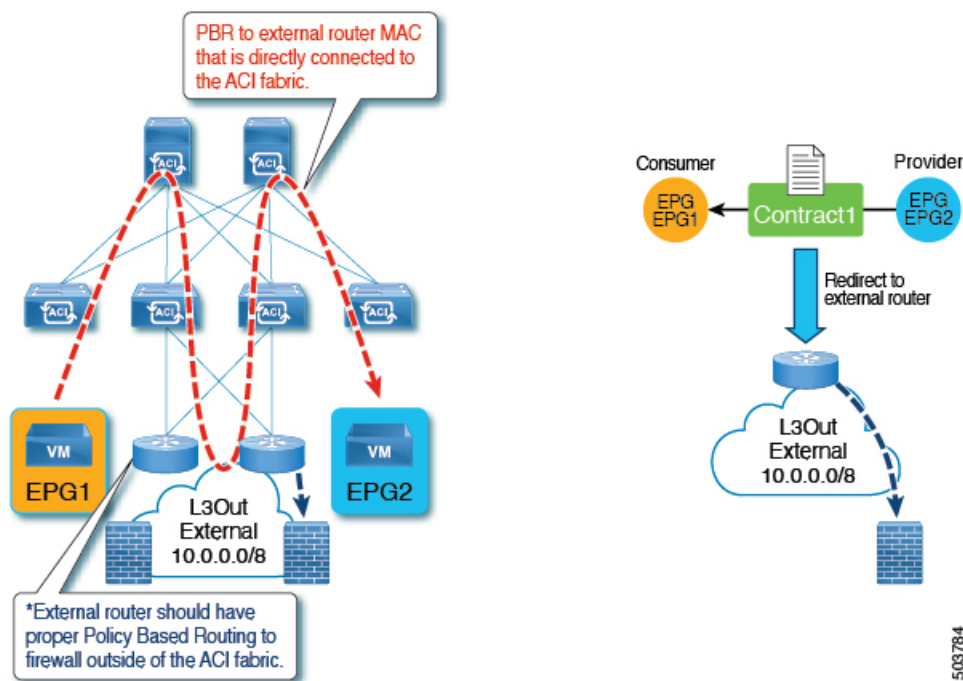 PBR to external router MAC
that is directly connected to
the ACI fabric.
ACI
ACI
ACI
ACI
ACI
ACI
VM
EPG1
VM
EPG2
L3Out
External
10.0.0.0/8
*External router should have
proper Policy Based Routing to
firewall outside of the ACI fabric.
Consumer
Provider
EPG
EPG1
Contract1
EPG
EPG2
Redirect to
external router
L3Out
External
10.0.0.0/8
503784